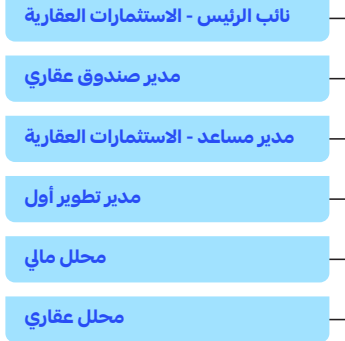 نائب الرئيس - الاستثمارات العقارية
مدير صندوق عقاري
مدير مساعد - الاستثمارات العقارية
مدير تطوير أول
محلل مالي
محلل عقاري